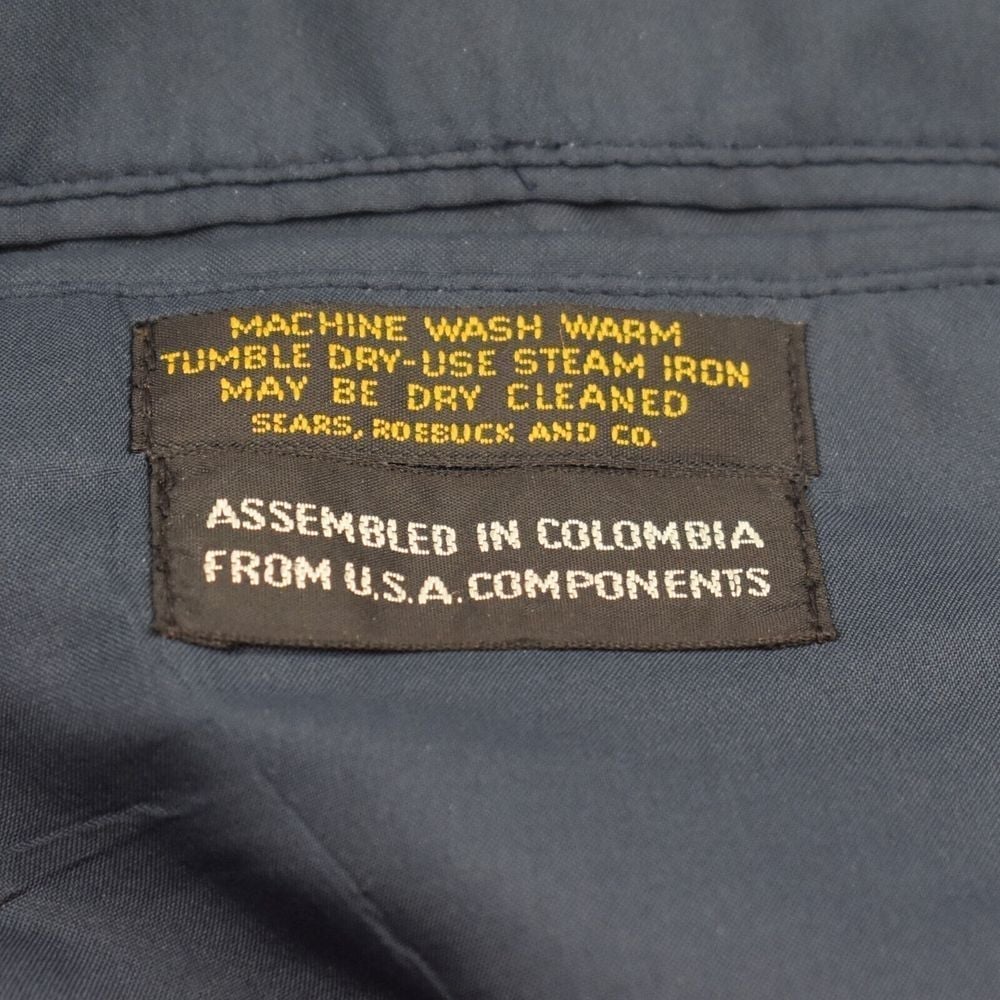 MACHINE WASH WARM
TUMBLE DRY-USE STEAM IRON
MAY BE DRY CLEANED
SEARS, ROEBUCK AND CO.
ASSEMBLED IN COLOMBIA
FROM U.S.A. COMPONENTS